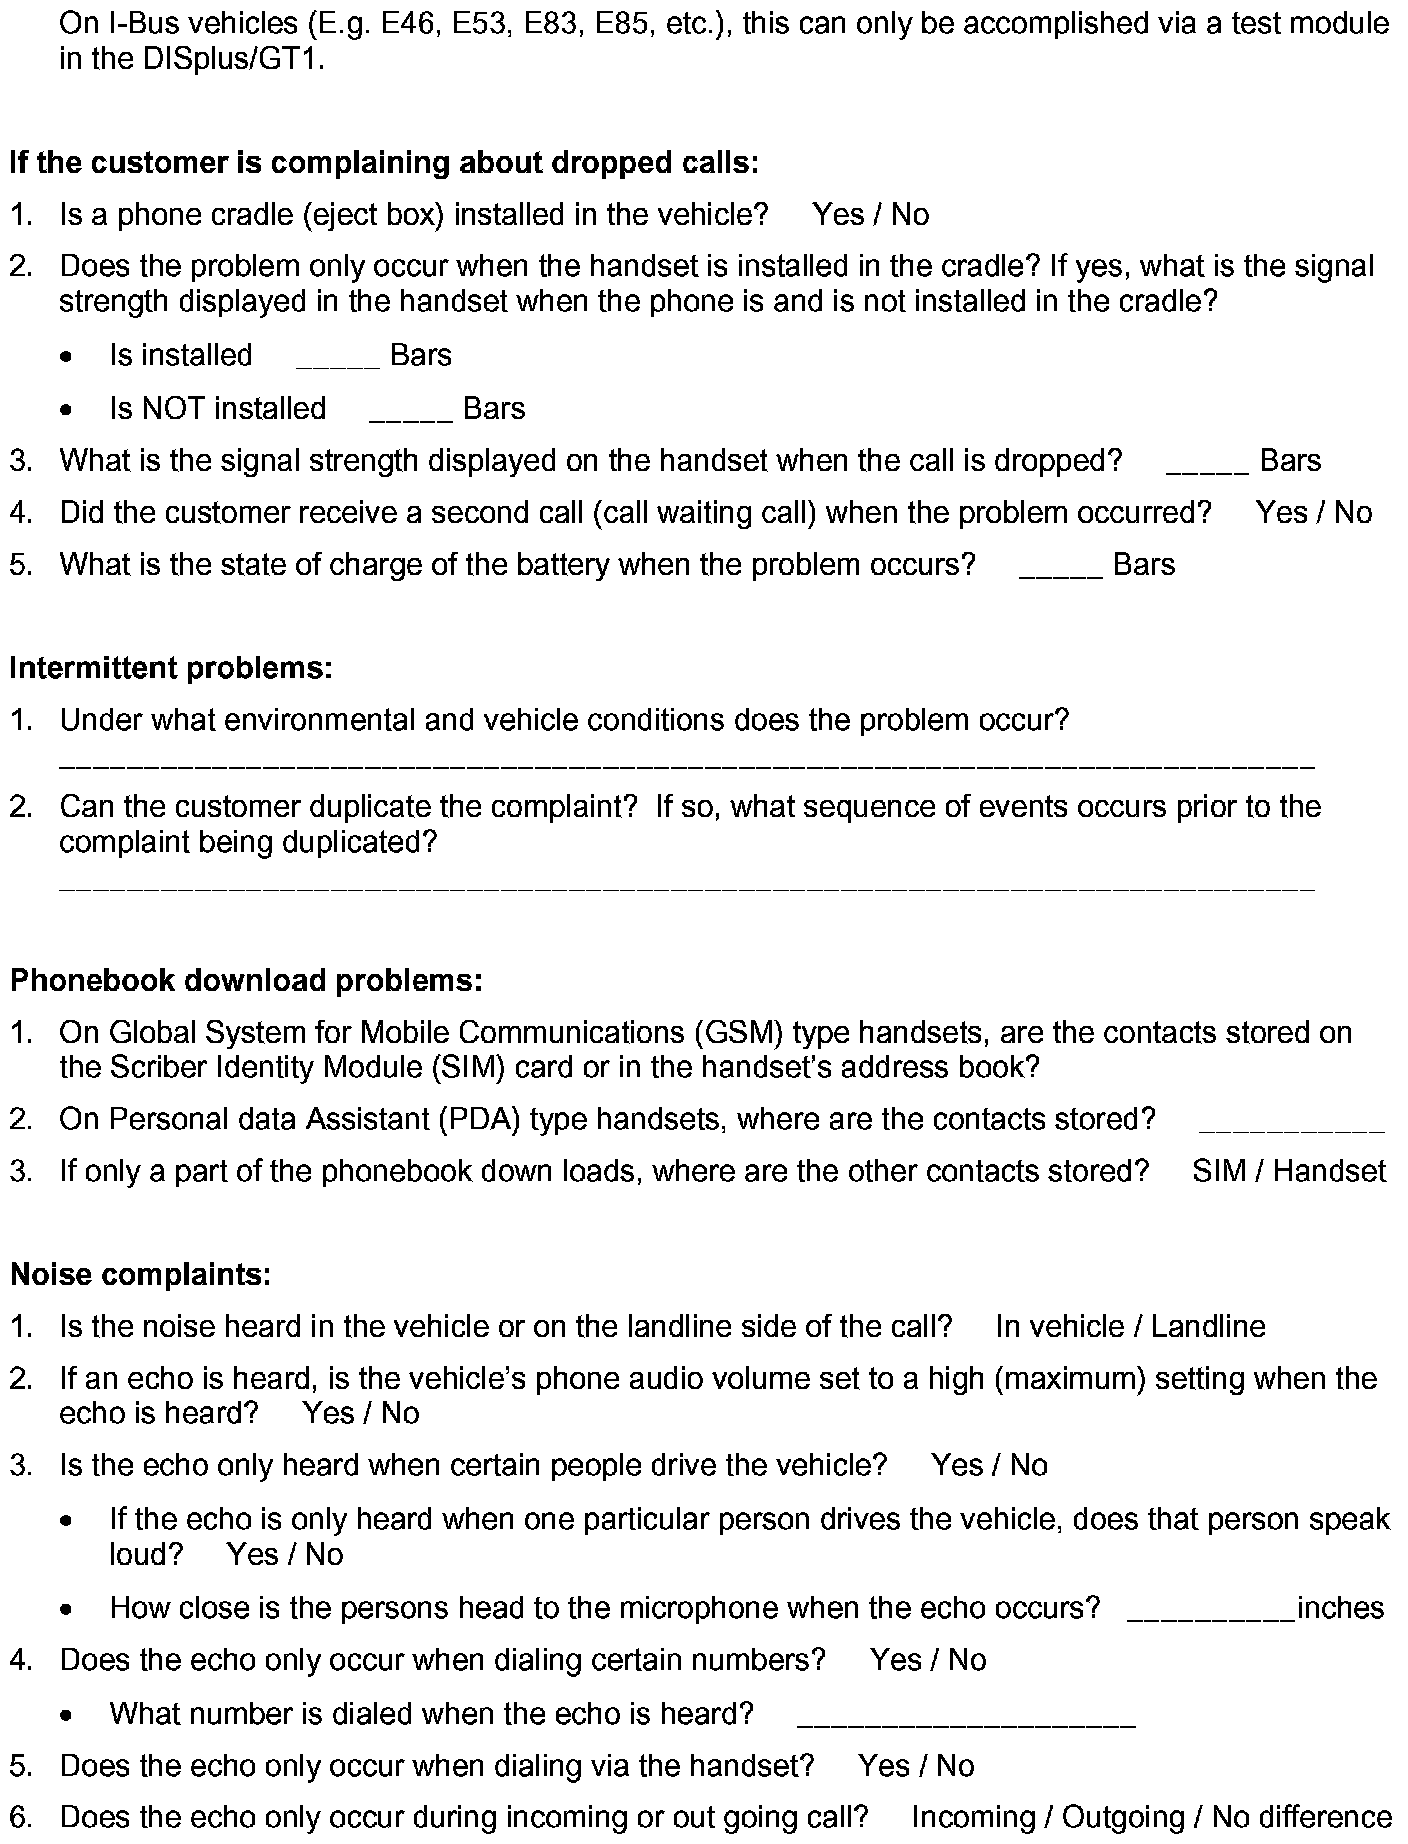 On I-Bus vehicles (E.g. E46, E53, E83, E85, etc.), this can only be accomplished via a test module
in the DISplus/GT1.
If the customer is complaining about dropped calls:
1. Is a phone cradle (eject box) installed in the vehicle? Yes / No
2. Does the problem only occur when the handset is installed in the cradle? If yes, what is the signal
strength displayed in the handset when the phone is and is not installed in the cradle?
• Is installed _____ Bars
• Is NOT installed _____ Bars
3. What is the signal strength displayed on the handset when the call is dropped? _____ Bars
4. Did the customer receive a second call (call waiting call) when the problem occurred? Yes / No
5. What is the state of charge of the battery when the problem occurs? _____ Bars
Intermittent problems:
1. Under what environmental and vehicle conditions does the problem occur?
__________________________________________________________________________
2. Can the customer duplicate the complaint? If so, what sequence of events occurs prior to the
complaint being duplicated?
__________________________________________________________________________
Phonebook download problems:
1. On Global System for Mobile Communications (GSM) type handsets, are the contacts stored on
the Scriber Identity Module (SIM) card or in the handset’s address book?
2. On Personal data Assistant (PDA) type handsets, where are the contacts stored? ___________
3. If only a part of the phonebook down loads, where are the other contacts stored? SIM / Handset
Noise complaints:
1. Is the noise heard in the vehicle or on the landline side of the call? In vehicle / Landline
2. If an echo is heard, is the vehicle’s phone audio volume set to a high (maximum) setting when the
echo is heard? Yes / No
3. Is the echo only heard when certain people drive the vehicle? Yes / No
• If the echo is only heard when one particular person drives the vehicle, does that person speak
loud? Yes / No
• How close is the persons head to the microphone when the echo occurs? __________inches
4. Does the echo only occur when dialing certain numbers? Yes / No
• What number is dialed when the echo is heard? ____________________
5. Does the echo only occur when dialing via the handset? Yes / No
6. Does the echo only occur during incoming or out going call? Incoming / Outgoing / No difference